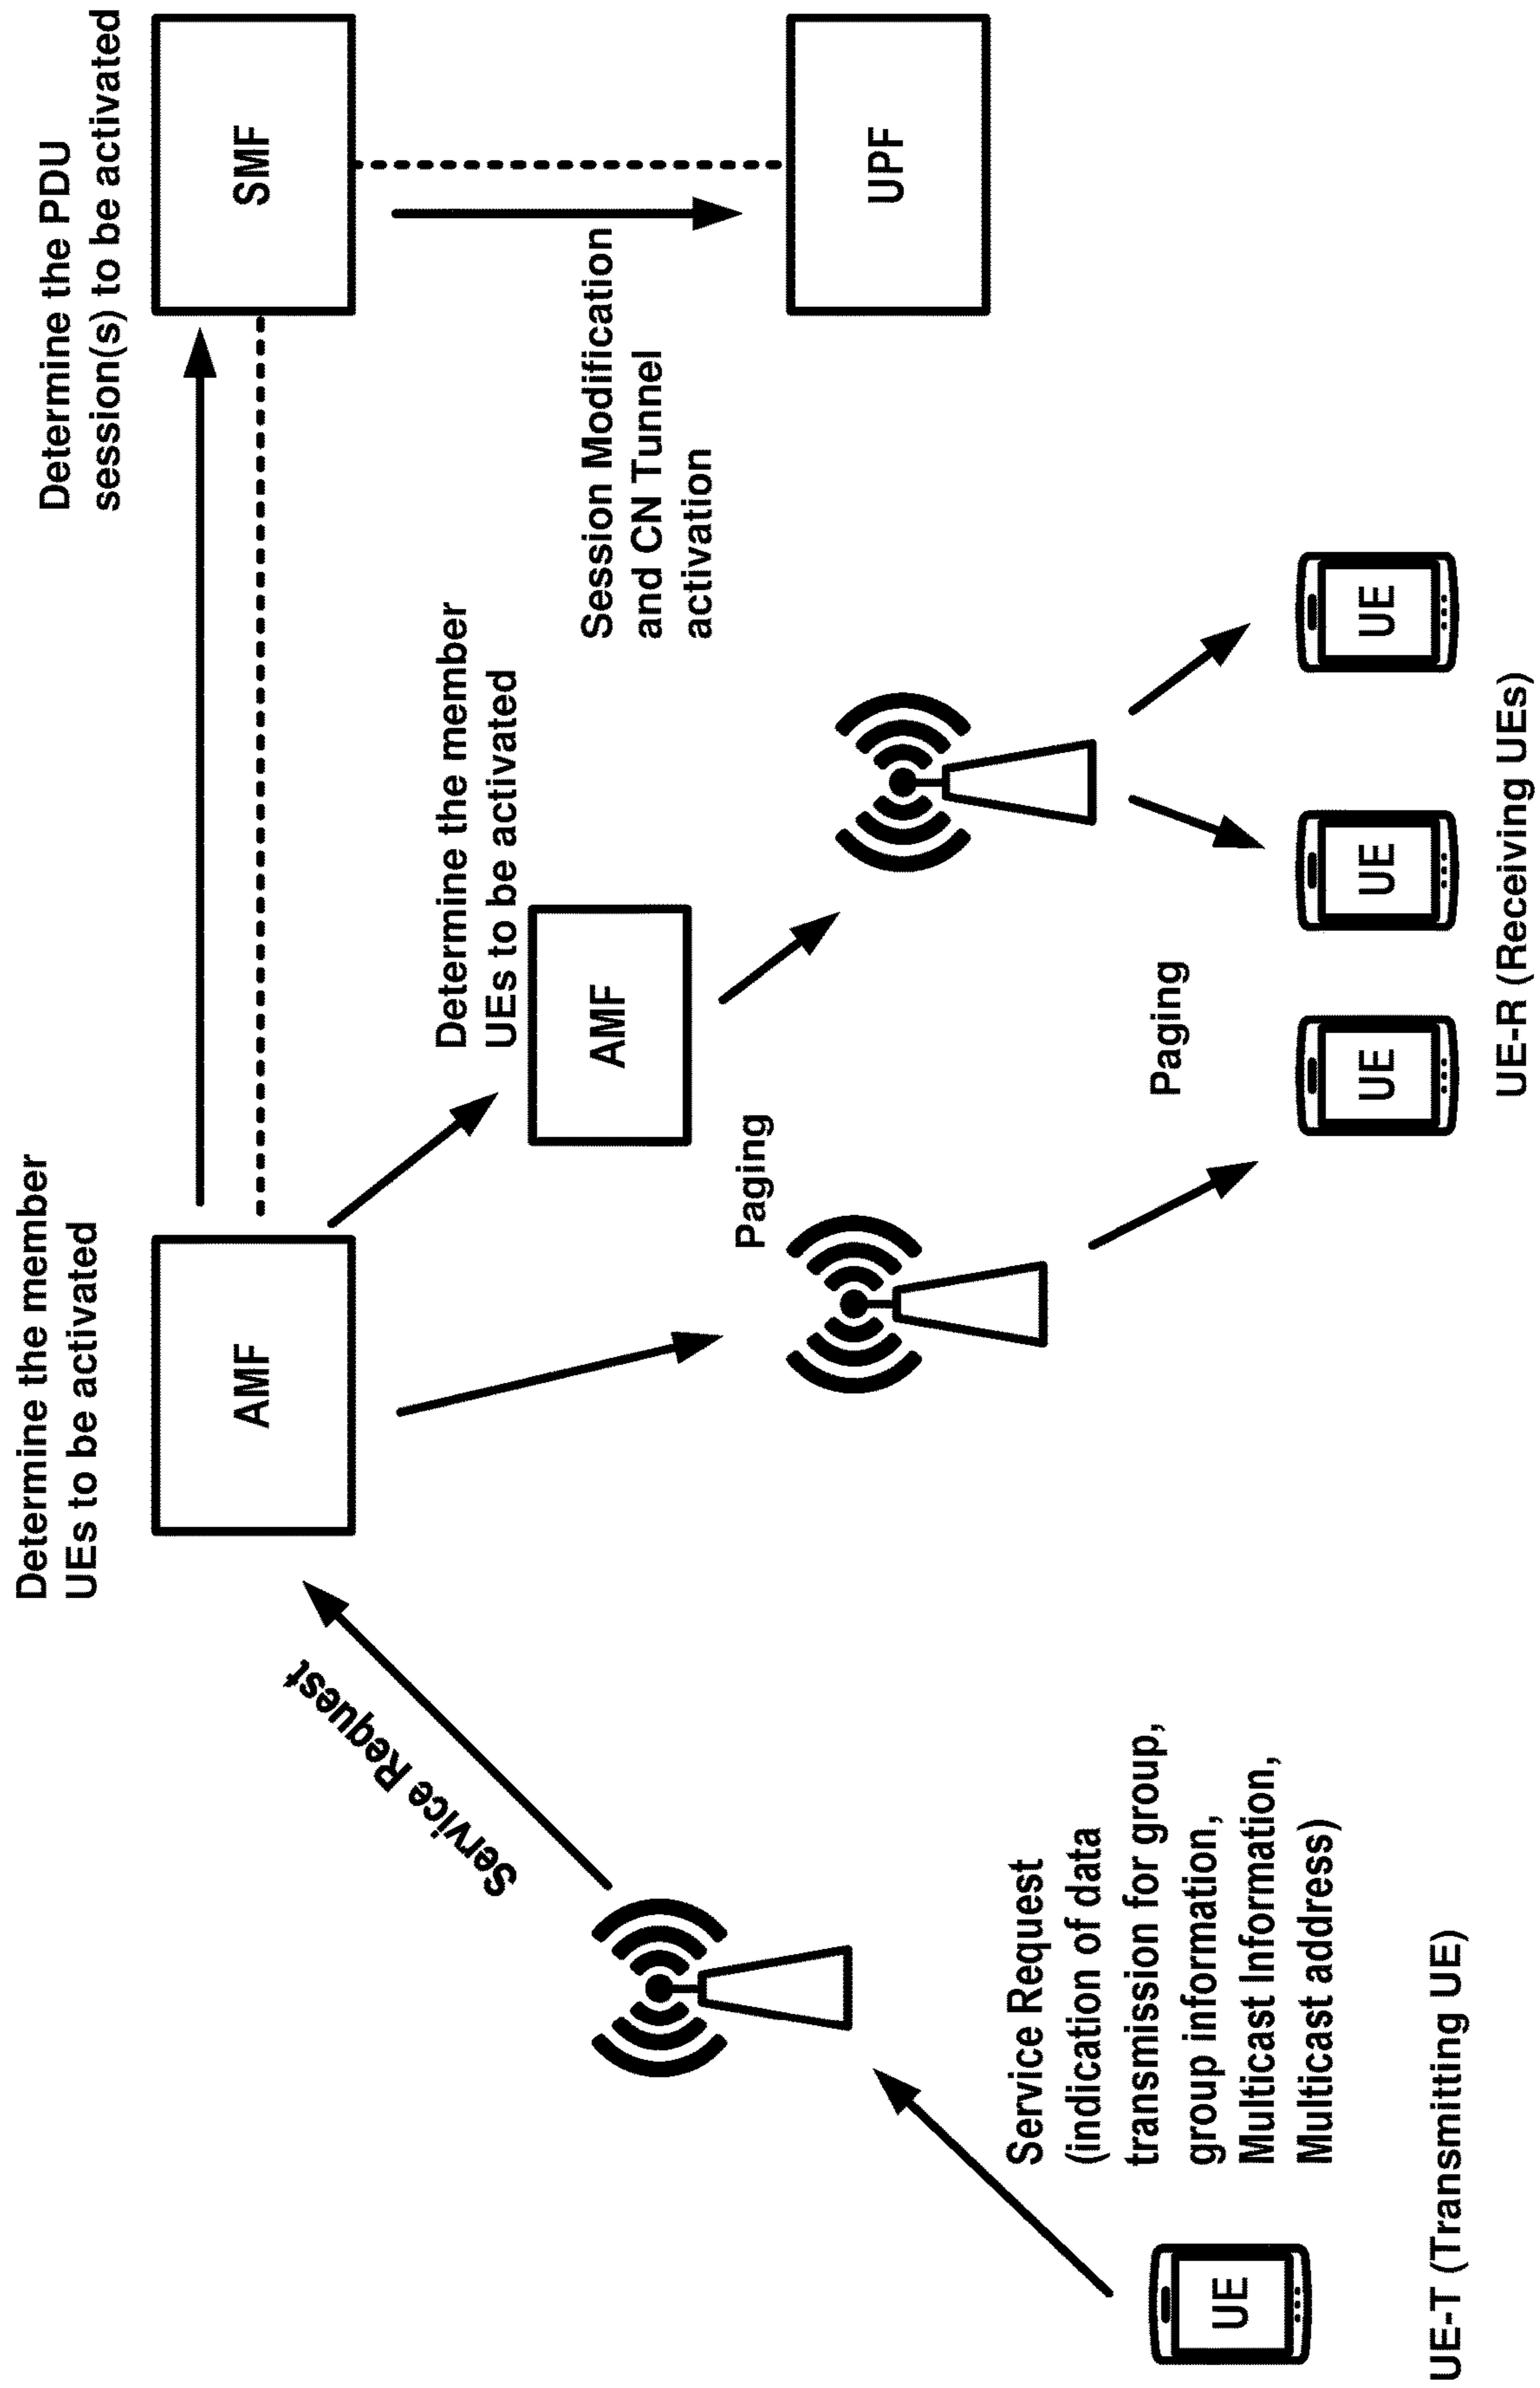 Determine the member
UEs to be activated
AMF
Determine the PDU
session(s) to be activated
SMF
Service Request
Determine the member
UEs to be activated
AMF
Session Modification
and CN Tunnel
activation
UPF
Paging
Service Request
(indication of data
transmission for group,
group information,
Multicast Information,
Multicast address)
Paging
UE
UE
UE
UE
UE-T (Transmitting UE)
UE-R (Receiving UEs)